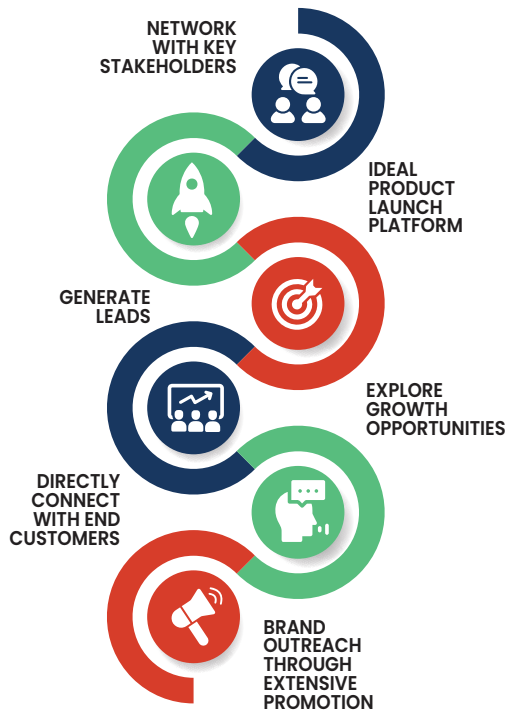 NETWORK
WITH KEY
STAKEHOLDERS
IDEAL
PRODUCT
LAUNCH
PLATFORM
GENERATE
LEADS
EXPLORE
GROWTH
OPPORTUNITIES
DIRECTLY
CONNECT
WITH END
CUSTOMERS
BRAND
OUTREACH
THROUGH
EXTENSIVE
PROMOTION